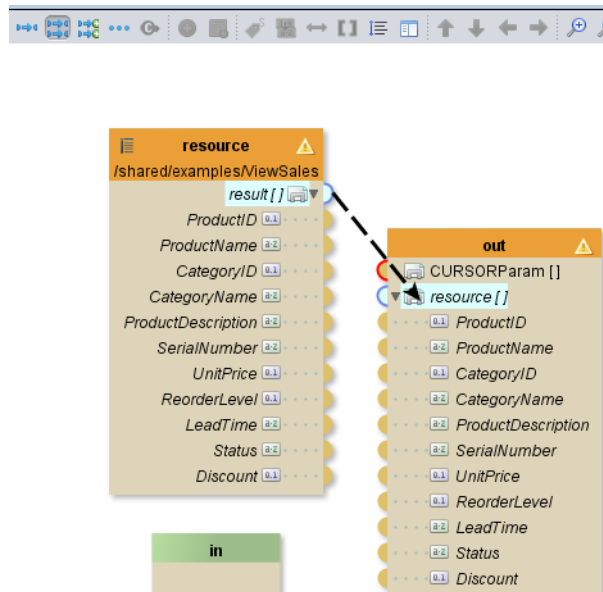 resource
/shared/examples/ViewSales
result [ ]
ProductID
ProductName
CategoryID
CategoryName
ProductDescription
SerialNumber
UnitPrice
ReorderLevel
LeadTime
Status
Discount
in
out
CURSORParam [ ]
resource [ ]
ProductID
ProductName
CategoryID
CategoryName
ProductDescription
SerialNumber
UnitPrice
ReorderLevel
LeadTime
Status
Discount